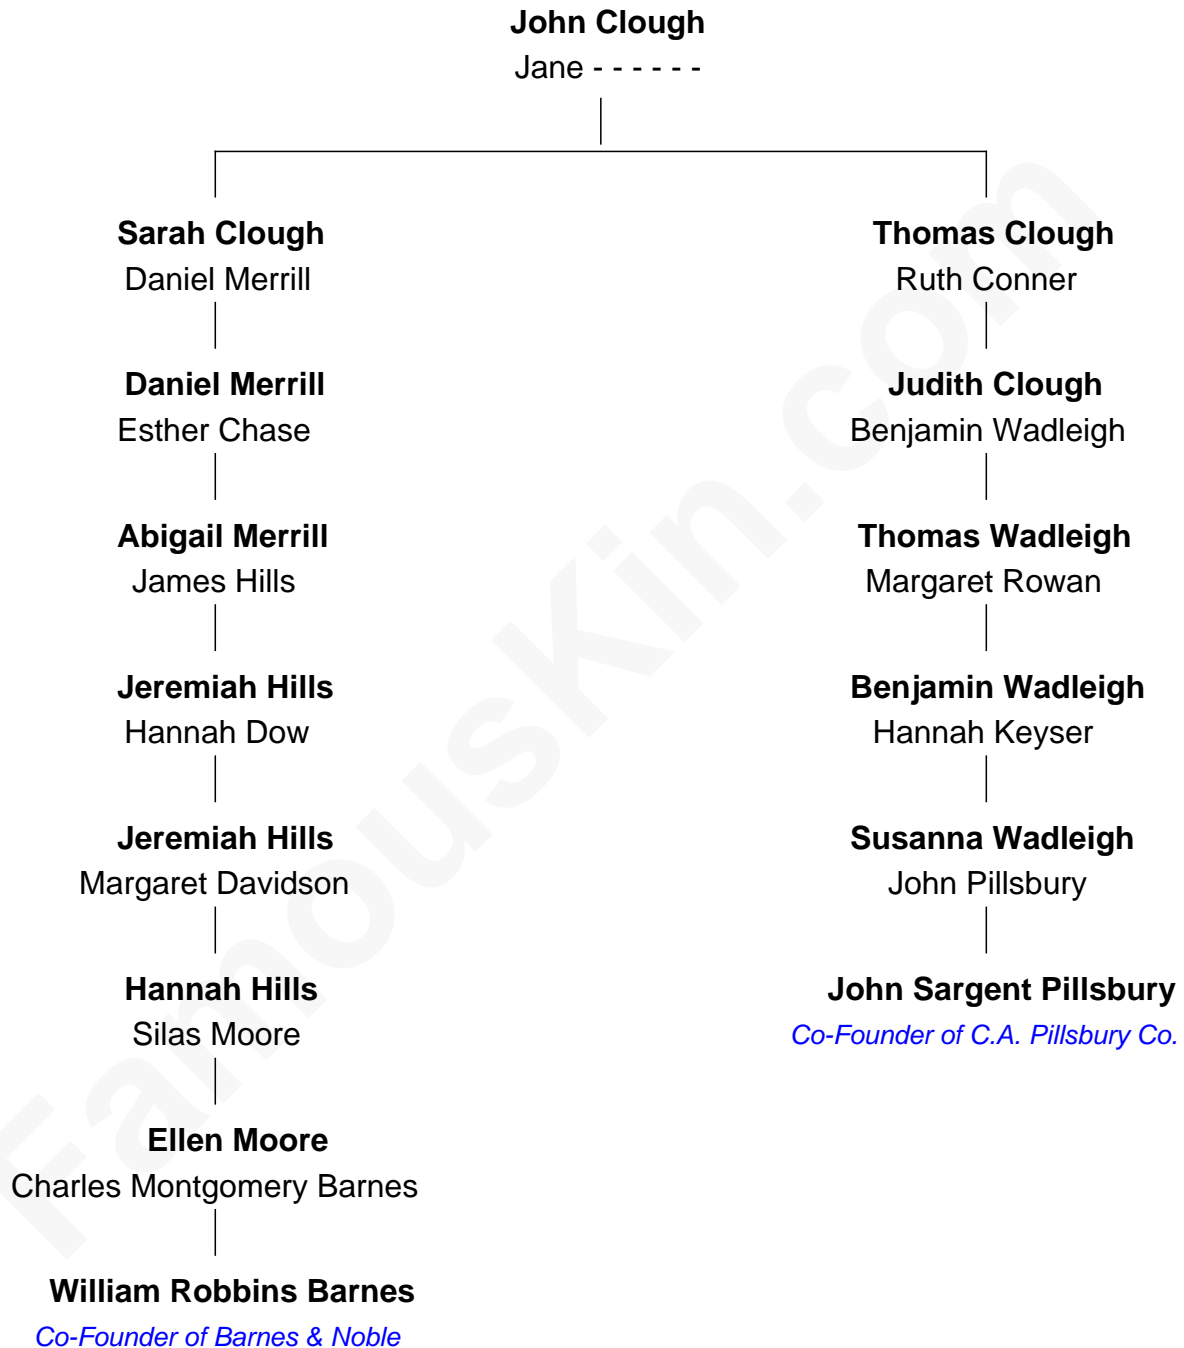 John Clough
Jane - - - - - -
Sarah Clough
Daniel Merrill
Daniel Merrill
Esther Chase
Abigail Merrill
James Hills
Jeremiah Hills
Hannah Dow
Jeremiah Hills
Margaret Davidson
Hannah Hills
Silas Moore
Ellen Moore
Charles Montgomery Barnes
William Robbins Barnes
Co-Founder of Barnes & Noble
Thomas Clough
Ruth Conner
Judith Clough
Benjamin Wadleigh
Thomas Wadleigh
Margaret Rowan
Benjamin Wadleigh
Hannah Keyser
Susanna Wadleigh
John Pillsbury
John Sargent Pillsbury
Co-Founder of C.A. Pillsbury Co.
FamousKin.com